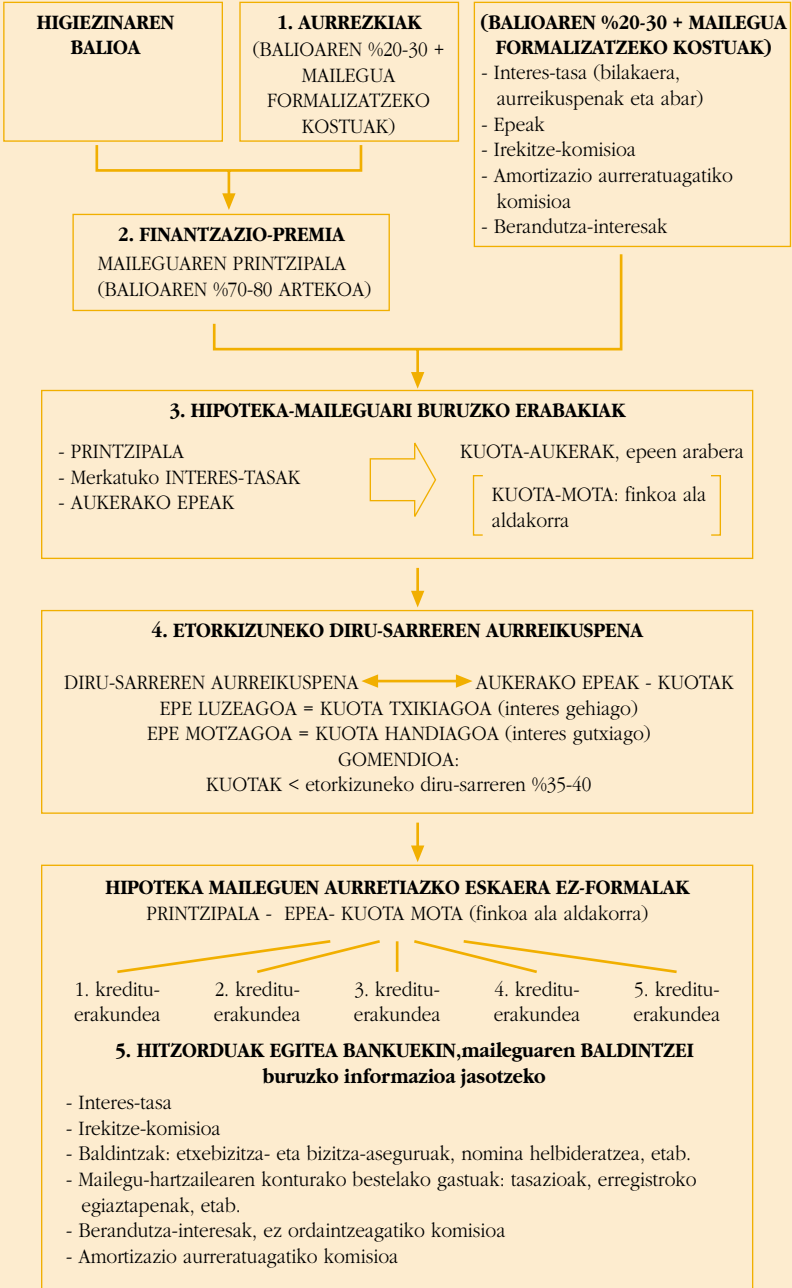 HIGIEZINAREN
BALIOA
1. AURREZKIAK
(BALIOAREN %20-30 +
MAILEGUA
FORMALIZATZEKO
KOSTUAK)
(BALIOAREN %20-30 + MAILEGUA
FORMALIZATZEKO KOSTUAK)
- Interes-tasa (bilakaera,
aurreikuspenak eta abar)
- Epeak
- Irekitze-komisioa
- Amortizazio aurreratuagatiko
komisioa
- Berandutza-interesak
2. FINANTZAZIO-PREMIA
MAILEGUAREN PRINTZIPALA
(BALIOAREN %70-80 ARTEKOA)
3. HIPOTEKA-MAILEGUARI BURUZKO ERABAKIAK
- PRINTZIPALA
- Merkatuko INTERES-TASAK
- AUKERAKO EPEAK
KUOTA-AUKERAK, epeen arabera
KUOTA-MOTA: finkoa ala
aldakorra
4. ETORKIZUNEKO DIRU-SARREREN AURREIKUSPENA
DIRU-SARREREN AURREIKUSPENA AUKERAKO EPEAK - KUOTAK
EPE LUZEAGOA = KUOTA TXIKIAGOA (interes gehiago)
EPE MOTZAGOA = KUOTA HANDIAGOA (interes gutxiago)
GOMENDIOA:
KUOTAK < etorkizuneko diru-sarreren %35-40
HIPOTEKA MAILEGUEN AURRETIAZKO ESKAERA EZ-FORMALAK
PRINTZIPALA - EPEA- KUOTA MOTA (finkoa ala aldakorra)
1. kreditu-
erakundea
2. kreditu-
erakundea
3. kreditu-
erakundea
4. kreditu-
erakundea
5. kreditu-
erakundea
5. HITZORDUAK EGITEA BANKUEKIN,maileguaren BALDINTZEI
buruzko informazioa jasotzeko
- Interes-tasa
- Irekitze-komisioa
- Baldintzak: etxebizitza- eta bizitza-aseguruak, nomina helbideratzea, etab.
- Mailegu-hartzailearen konturako bestelako gastuak: tasazioak, erregistroko
egiaztapenak, etab.
- Berandutza-interesak, ez ordaintzeagatiko komisioa
- Amortizazio aurreratuagatiko komisioa